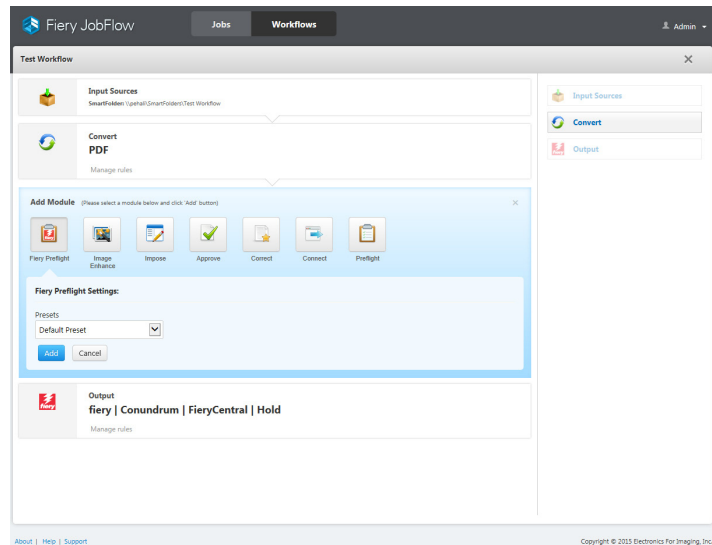 Fiery JobFlow
Jobs
Workflows
Admin
Test Workflow
Input Sources
SmartFolder: \\pehall\SmartFolders\Test Workflow
Convert
PDF
Manage rules
Add Module (Please select a module below and click 'Add' button)
Fiery Preflight
Image Enhance
Impose
Approve
Correct
Connect
Preflight
Fiery Preflight Settings:
Presets
Default Preset
Add
Cancel
Output
fiery | Conundrum | FieryCentral | Hold
Manage rules
Input Sources
Convert
Output
About | Help | Support
Copyright © 2015 Electronics For Imaging, Inc.